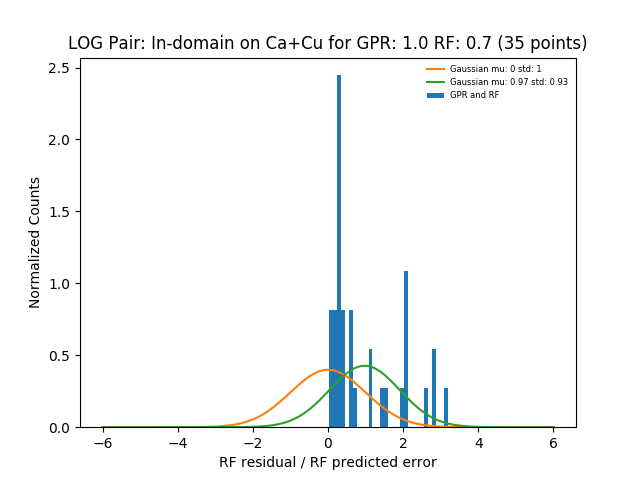 LOG Pair: In-domain on Ca+Cu for GPR: 1.0 RF: 0.7 (35 points)
Gaussian mu: 0 std: 1
Gaussian mu: 0.97 std: 0.93
GPR and RF
Normalized Counts
2.5
2.0
1.5
1.0
0.5
0.0
−6 −4 −2 0 2 4 6
RF residual / RF predicted error